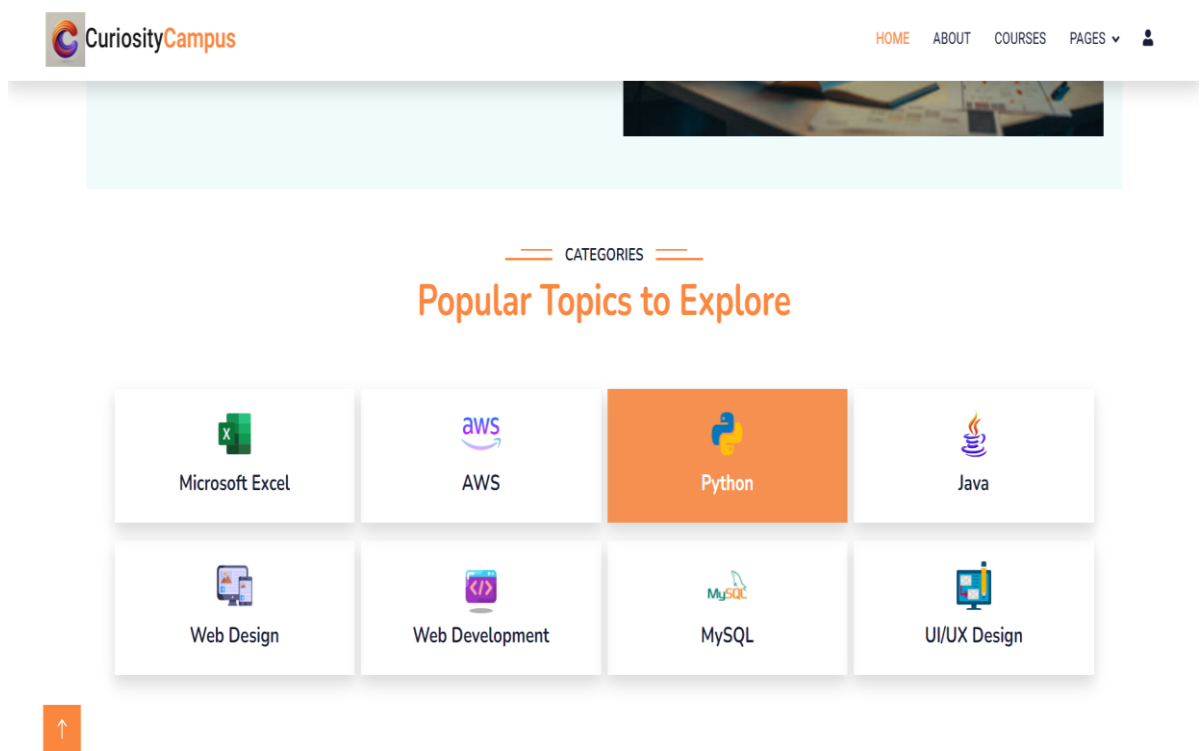 CuriosityCampus
HOME ABOUT COURSES PAGES
CATEGORIES
Popular Topics to Explore
X
aws
Microsoft Excel
AWS
Python
Java
</>
MySQL
Web Design
Web Development
MySQL
UI/UX Design